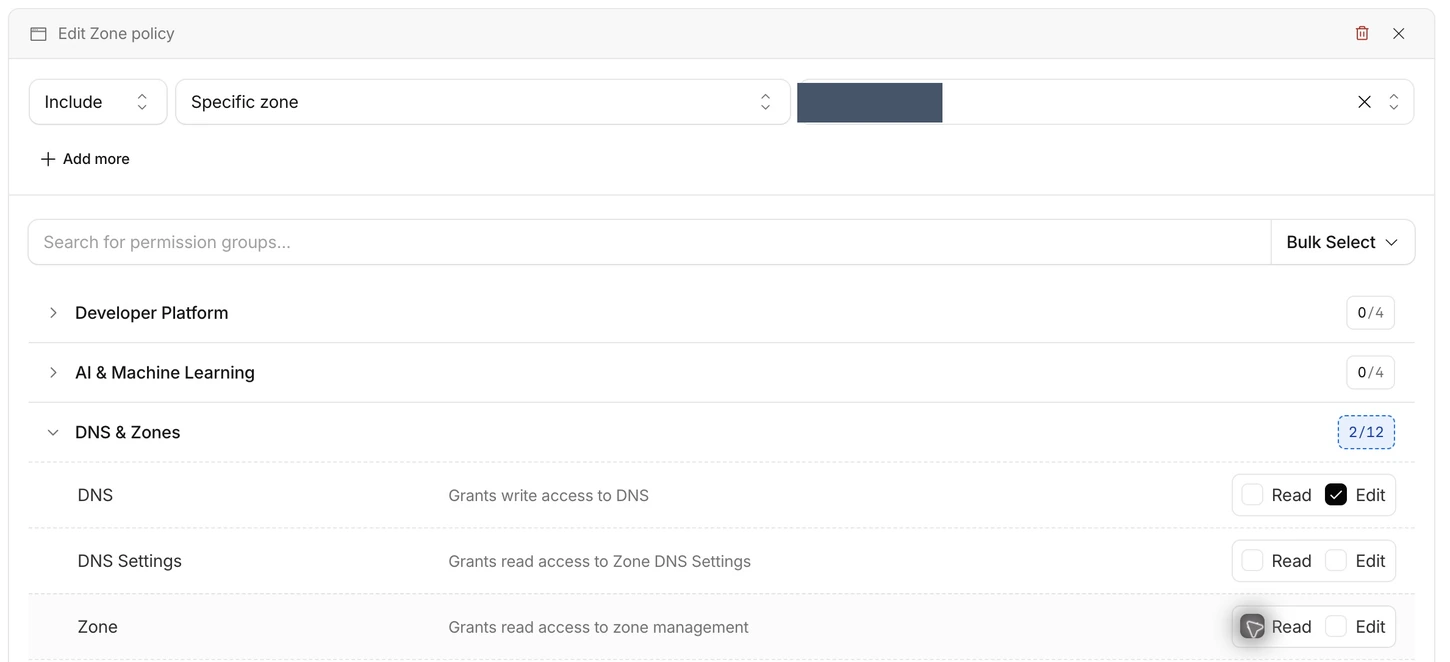 Edit Zone policy
Include Specific zone
Add more
Search for permission groups... Bulk Select
Developer Platform 0/4
AI & Machine Learning 0/4
DNS & Zones 2/12
DNS Grants write access to DNS Read Edit
DNS Settings Grants read access to Zone DNS Settings Read Edit
Zone Grants read access to zone management Read Edit